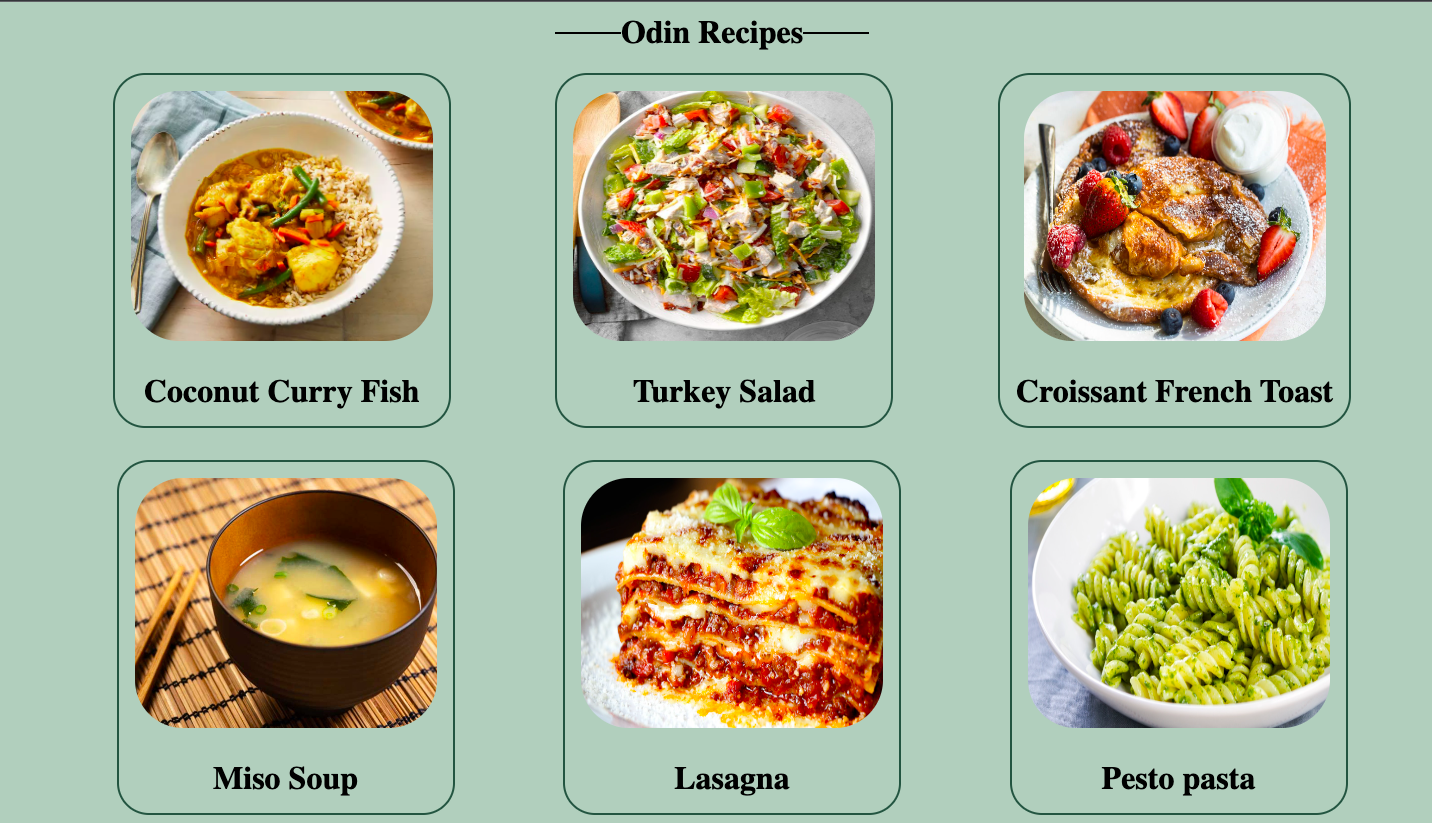 Odin Recipes
Coconut Curry Fish
Turkey Salad
Croissant French Toast
Miso Soup
Lasagna
Pesto pasta